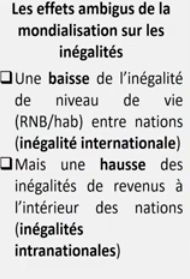 Les effets ambigus de la
mondialisation sur les
inégalités
❑Une baisse de l'inégalité
de niveau de vie
(RNB/hab) entre nations
(inégalité internationale)
❑Mais une hausse des
inégalités de revenus à
l'intérieur des nations
(inégalités
intranationales)